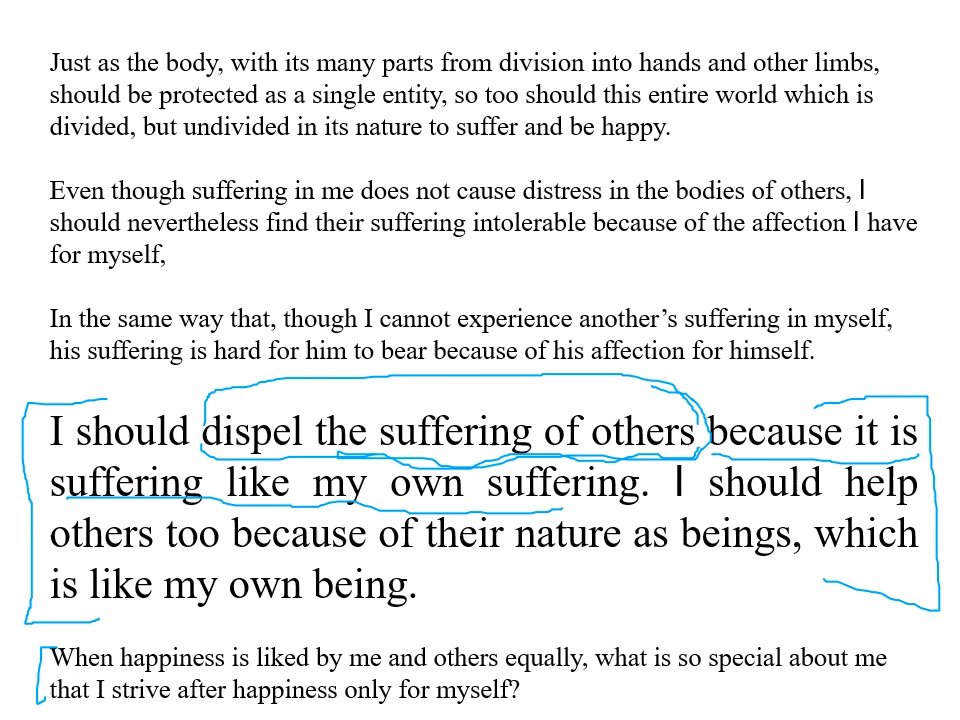 Just as the body, with its many parts from division into hands and other limbs,
should be protected as a single entity, so too should this entire world which is
divided, but undivided in its nature to suffer and be happy.
Even though suffering in me does not cause distress in the bodies of others, I
should nevertheless find their suffering intolerable because of the affection I have
for myself,
In the same way that, though I cannot experience another’s suffering in myself,
his suffering is hard for him to bear because of his affection for himself.
I should dispel the suffering of others because it is
suffering like my own suffering. I should help
others too because of their nature as beings, which
is like my own being.
When happiness is liked by me and others equally, what is so special about me
that I strive after happiness only for myself?